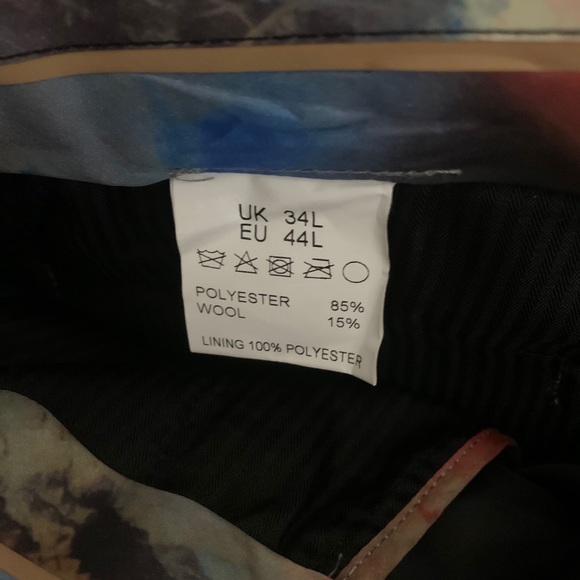 UK 34L
EU 44L
POLYESTER 85%
WOOL 15%
LINING 100% POLYESTER